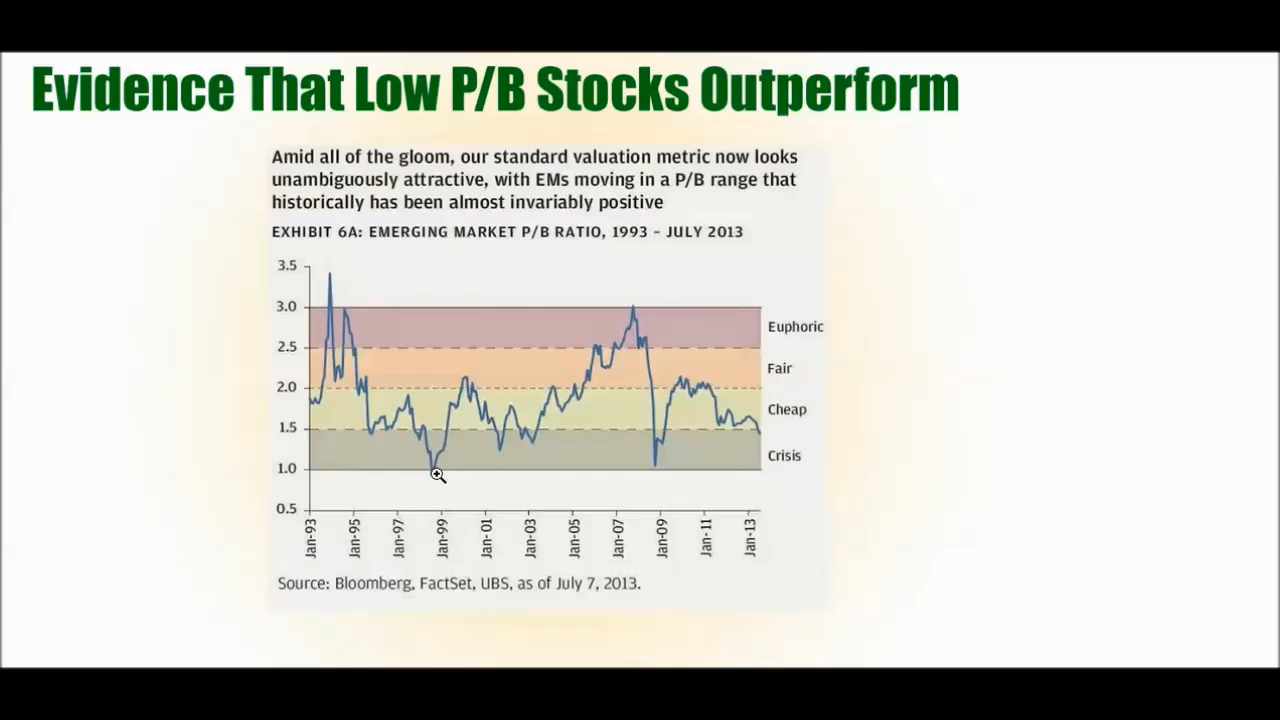 Evidence That Low P/B Stocks Outperform
Amid all of the gloom, our standard valuation metric now looks
unambiguously attractive, with EMs moving in a P/B range that
historically has been almost invariably positive
EXHIBIT 6A: EMERGING MARKET P/B RATIO, 1993 – JULY 2013
3.5
3.0
2.5
2.0
1.5
1.0
0.5
Euphoric
Fair
Cheap
Crisis
Jan-93
Jan-95
Jan-97
Jan-99
Jan-01
Jan-03
Jan-05
Jan-07
Jan-09
Jan-11
Jan-13
Source: Bloomberg, FactSet, UBS, as of July 7, 2013.